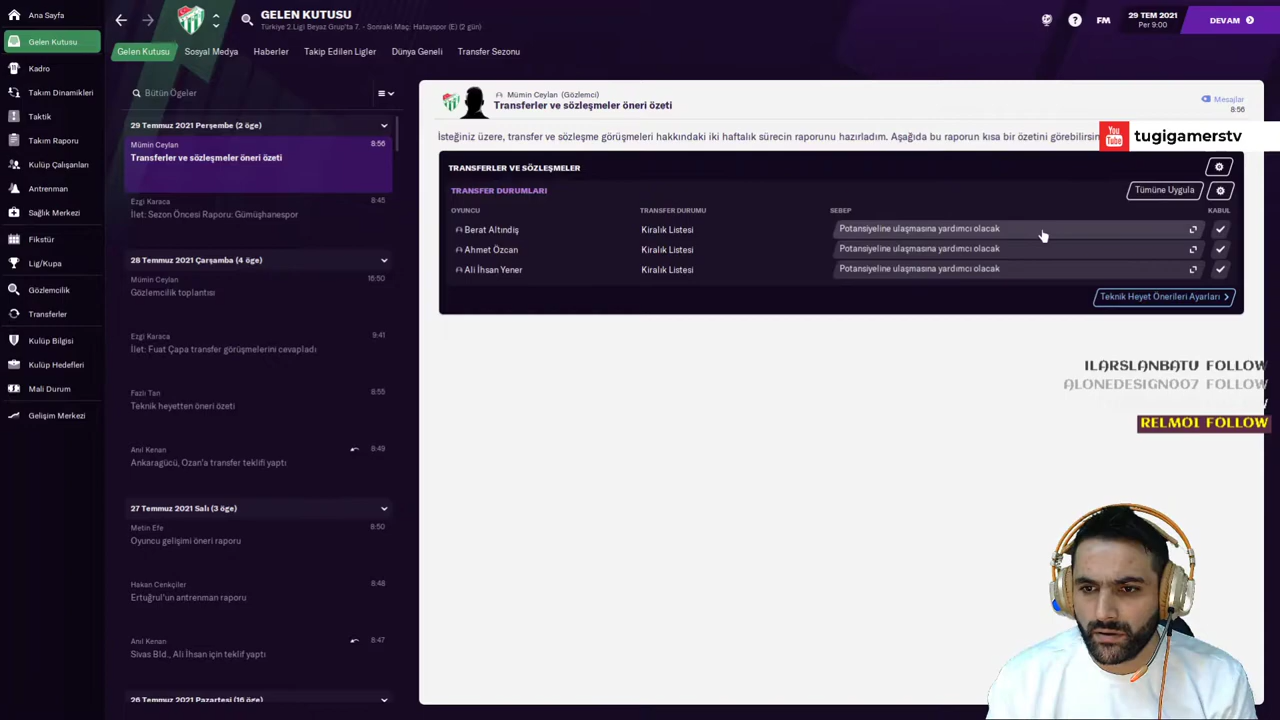 Ana Sayfa
Gelen Kutusu
Kadro
Takım Dinamikleri
Taktik
Takım Raporu
Kulüp Çalışanları
Antrenman
Sağlık Merkezi
Fikstür
Lig/Kupa
Gözlemcilik
Transferler
Kulüp Bilgisi
Kulüp Hedefleri
Mali Durum
Gelişim Merkezi
GELEN KUTUSU
Türkiye 2.Ligi Beyaz Grup'ta 7. - Sonraki Maç: Hatayspor (E) (2 gün)
FM
29 TEM 2021
Per 9:00
DEVAM
Gelen Kutusu
Sosyal Medya
Haberler
Takip Edilen Ligler
Dünya Geneli
Transfer Sezonu
Bütün Ögeler
29 Temmuz 2021 Perşembe (2 öge)
Mümin Ceylan 8:56
Transferler ve sözleşmeler öneri özeti
Ezgi Karaca 8:45
İlet: Sezon Öncesi Raporu: Gümüşhanespor
28 Temmuz 2021 Çarşamba (4 öge)
Mümin Ceylan 16:50
Gözlemcilik toplantısı
Ezgi Karaca 9:41
İlet: Fuat Çapa transfer görüşmelerini cevapladı
Fazlı Tan 8:55
Teknik heyetten öneri özeti
Anıl Kenan 8:49
Ankaragücü, Ozan'a transfer teklifi yaptı
27 Temmuz 2021 Salı (3 öge)
Metin Efe 8:50
Oyuncu gelişimi öneri raporu
Hakan Cenkçiler 8:48
Ertuğrul'un antrenman raporu
Anıl Kenan 8:47
Sivas Bld., Ali İhsan için teklif yaptı
26 Temmuz 2021 Pazartesi (16 öge)
Mümin Ceylan (Gözlemci)
Transferler ve sözleşmeler öneri özeti
Mesajlar
8:56
İsteğiniz üzere, transfer ve sözleşme görüşmeleri hakkındaki iki haftalık sürecin raporunu hazırladım. Aşağıda bu raporun kısa bir özetini görebilirsin
You Tube tugigamerstv
TRANSFERLER VE SÖZLEŞMELER
TRANSFER DURUMLARI
Tümüne Uygula
OYUNCU TRANSFER DURUMU SEBEP KABUL
Berat Altındiş Kiralık Listesi Potansiyeline ulaşmasına yardımcı olacak
Ahmet Özcan Kiralık Listesi Potansiyeline ulaşmasına yardımcı olacak
Ali İhsan Yener Kiralık Listesi Potansiyeline ulaşmasına yardımcı olacak
Teknik Heyet Önerileri Ayarları
ILARSLANBATU FOLLOW
ALONEDESIGN007 FOLLOW
RELMO1 FOLLOW